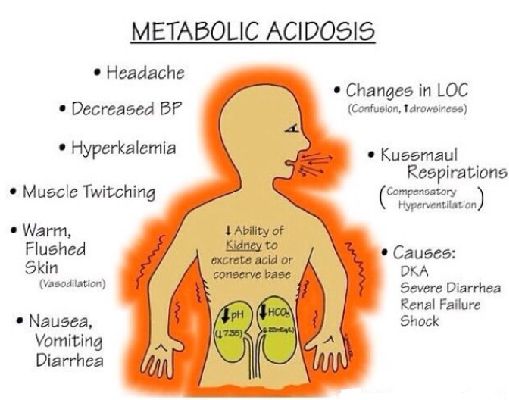 METABOLIC ACIDOSIS
• Headache
• Decreased BP
• Hyperkalemia
• Muscle Twitching
• Warm,
Flushed
Skin
(Vasodilation)
• Nausea,
Vomiting
Diarrhea
• Changes in LOC
(Confusion, ↑drowsiness)
• Kussmaul
Respirations
(Compensatory
Hyperventilation)
• Causes:
DKA
Severe Diarrhea
Renal Failure
Shock
↓ Ability of
Kidney to
excrete acid or
conserve base
↓pH
(↓7.35)
↓HCO₃